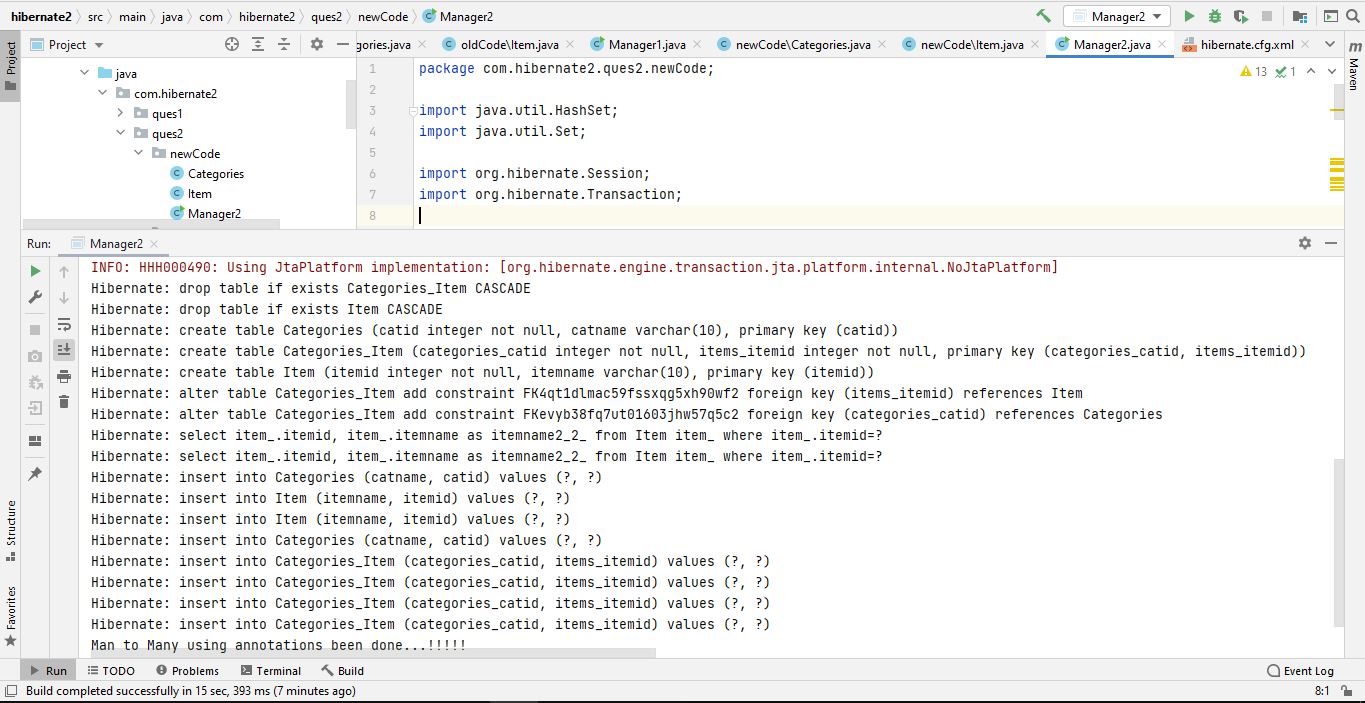 hibernate2 > src > main > java > com > hibernate2 > ques2 > newCode > Manager2
Manager2
Project
Project
gories.java
oldCode\Item.java
Manager1.java
newCode\Categories.java
newCode\Item.java
Manager2.java
hibernate.cfg.xml
Maven
java
com.hibernate2
ques1
ques2
newCode
Categories
Item
Manager2
13 1
1 package com.hibernate2.ques2.newCode;
2
3 import java.util.HashSet;
4 import java.util.Set;
5
6 import org.hibernate.Session;
7 import org.hibernate.Transaction;
8
Run: Manager2
INFO: HHH000490: Using JtaPlatform implementation: [org.hibernate.engine.transaction.jta.platform.internal.NoJtaPlatform]
Hibernate: drop table if exists Categories_Item CASCADE
Hibernate: drop table if exists Item CASCADE
Hibernate: create table Categories (catid integer not null, catname varchar(10), primary key (catid))
Hibernate: create table Categories_Item (categories_catid integer not null, items_itemid integer not null, primary key (categories_catid, items_itemid))
Hibernate: create table Item (itemid integer not null, itemname varchar(10), primary key (itemid))
Hibernate: alter table Categories_Item add constraint FK4qt1dlmac59fssxqg5xh90wf2 foreign key (items_itemid) references Item
Hibernate: alter table Categories_Item add constraint FKevyb38fq7ut01603jhw57q5c2 foreign key (categories_catid) references Categories
Hibernate: select item_.itemid, item_.itemname as itemname2_2_ from Item item_ where item_.itemid=?
Hibernate: select item_.itemid, item_.itemname as itemname2_2_ from Item item_ where item_.itemid=?
Hibernate: insert into Categories (catname, catid) values (?, ?)
Hibernate: insert into Item (itemname, itemid) values (?, ?)
Hibernate: insert into Item (itemname, itemid) values (?, ?)
Hibernate: insert into Categories (catname, catid) values (?, ?)
Hibernate: insert into Categories_Item (categories_catid, items_itemid) values (?, ?)
Hibernate: insert into Categories_Item (categories_catid, items_itemid) values (?, ?)
Hibernate: insert into Categories_Item (categories_catid, items_itemid) values (?, ?)
Hibernate: insert into Categories_Item (categories_catid, items_itemid) values (?, ?)
Man to Many using annotations been done...!!!!!
Structure
Favorites
Run TODO Problems Terminal Build Event Log
Build completed successfully in 15 sec, 393 ms (7 minutes ago) 8:1